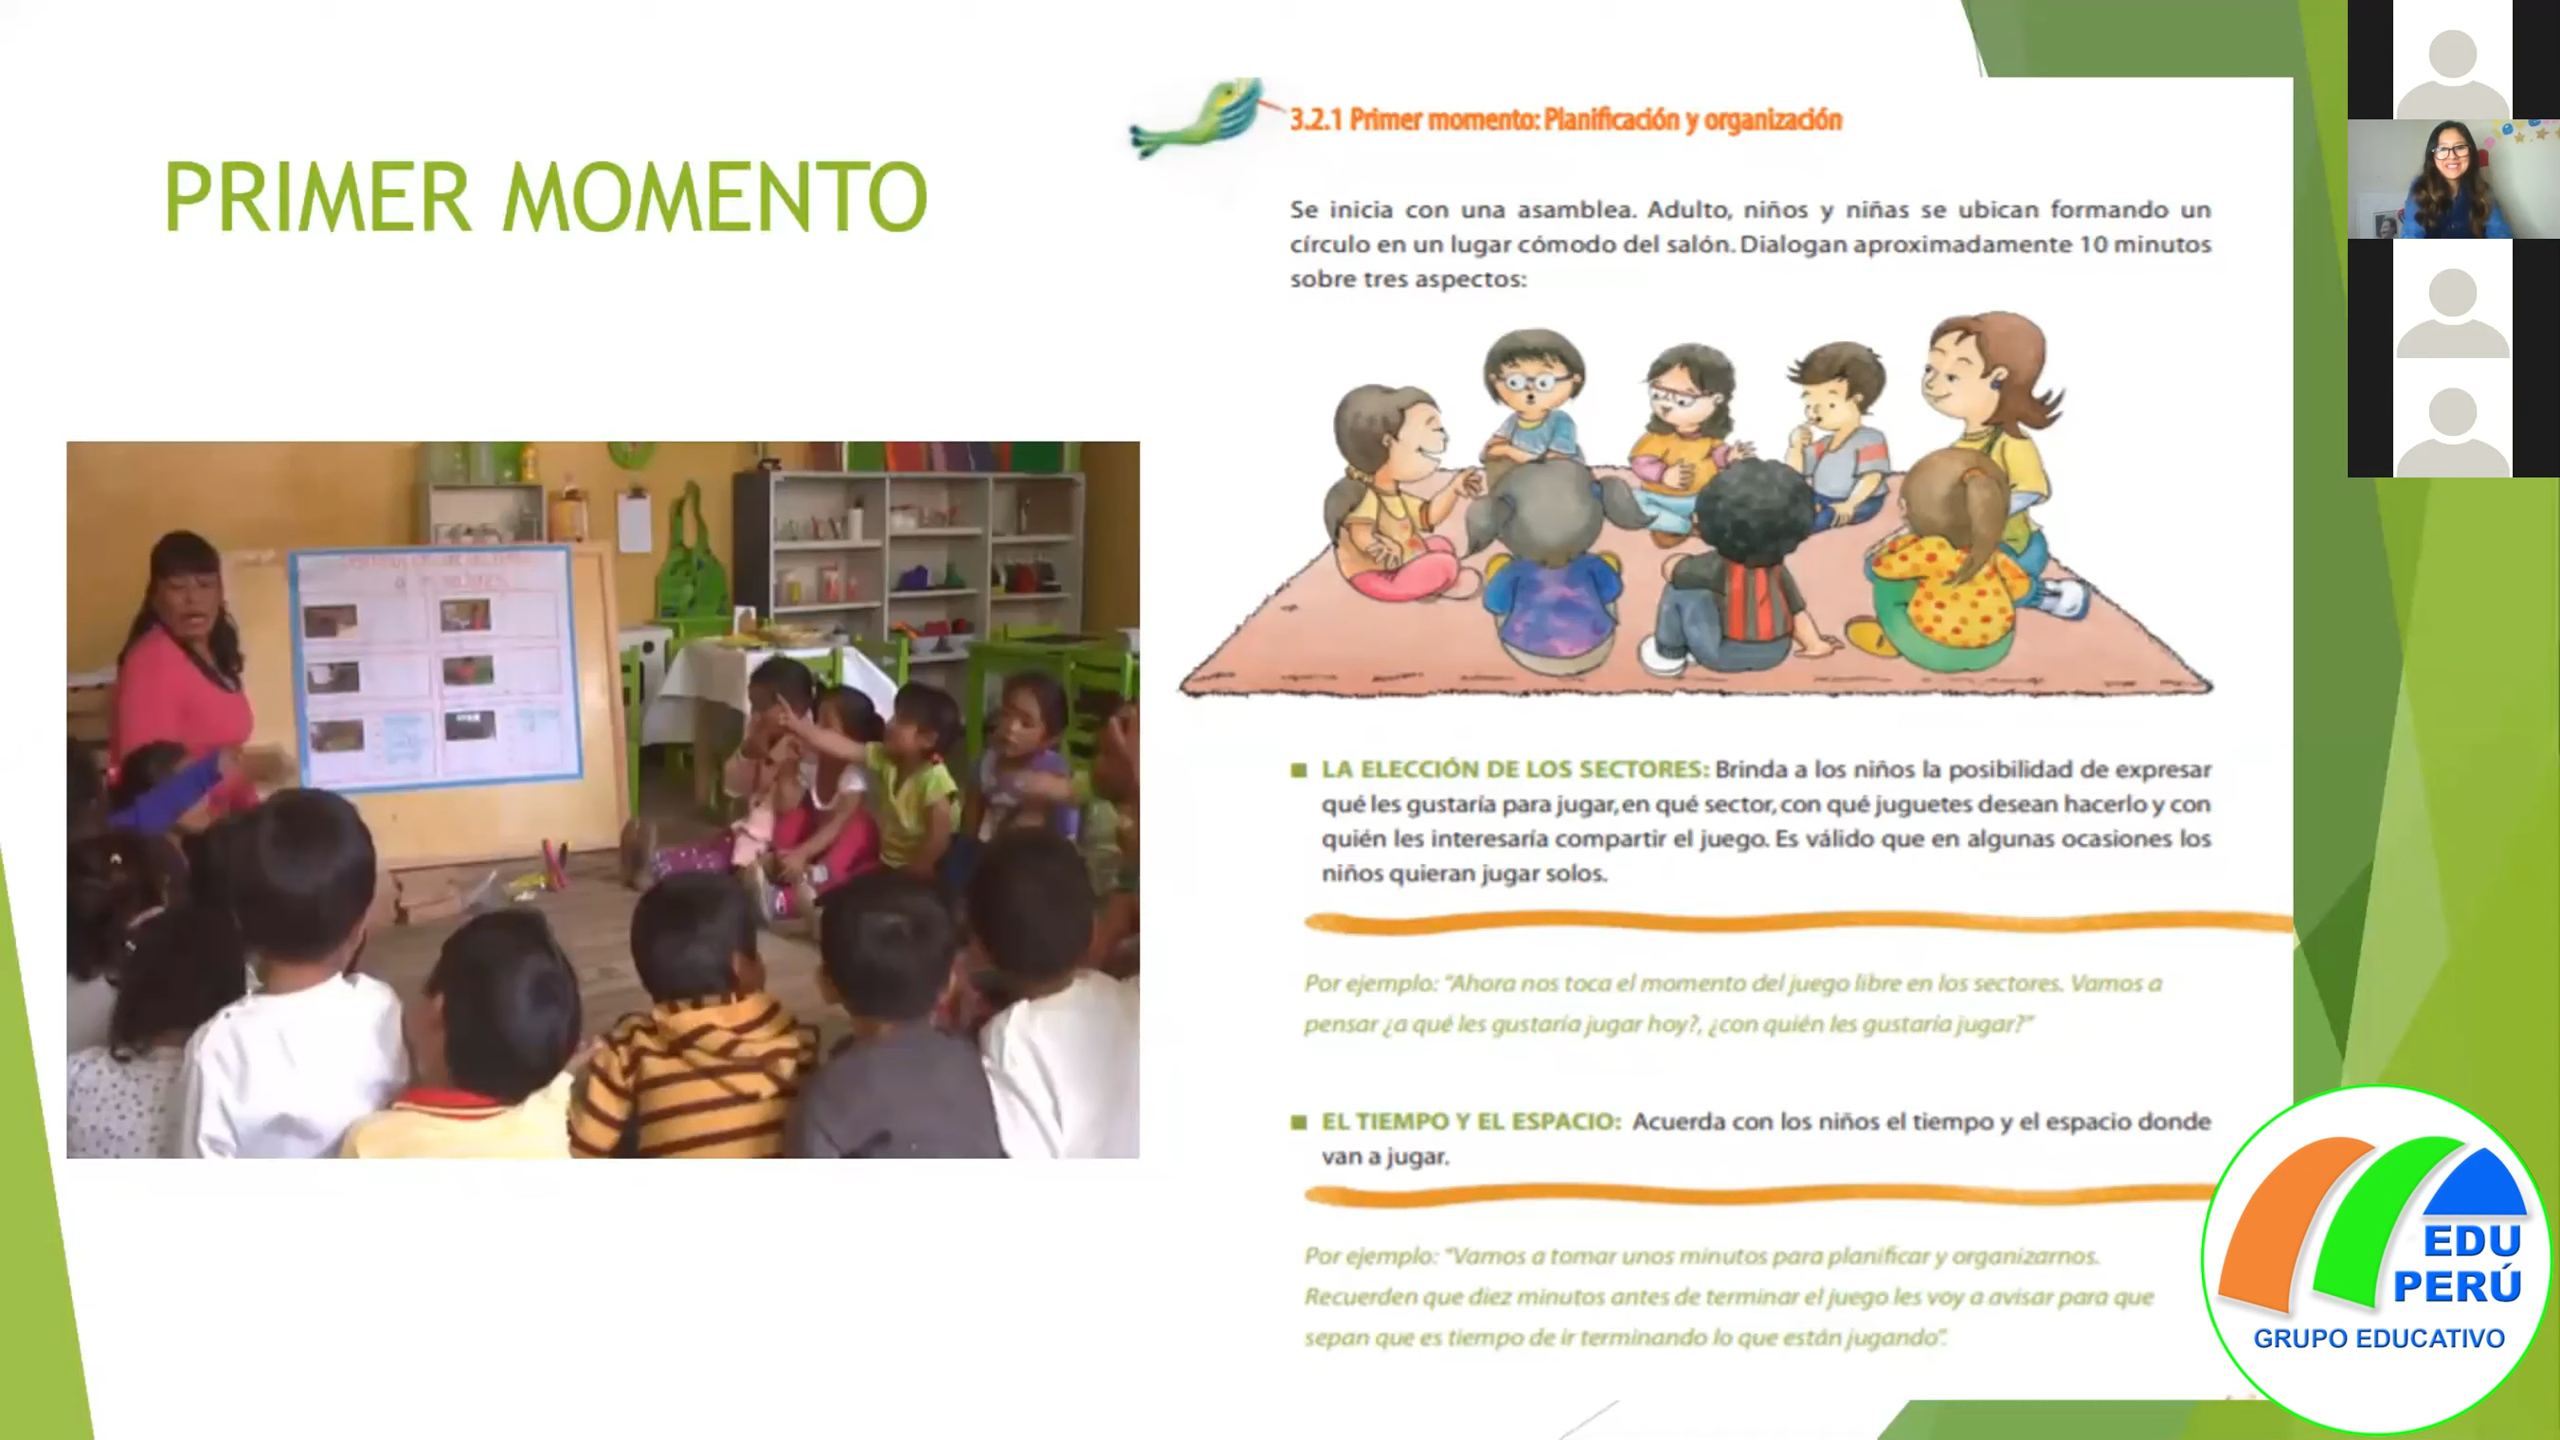 PRIMER MOMENTO
3.2.1 Primer momento: Planificación y organización
Se inicia con una asamblea. Adulto, niños y niñas se ubican formando un
círculo en un lugar cómodo del salón. Dialogan aproximadamente 10 minutos
sobre tres aspectos:
LA ELECCIÓN DE LOS SECTORES: Brinda a los niños la posibilidad de expresar
qué les gustaría para jugar, en qué sector, con qué juguetes desean hacerlo y con
quién les interesaría compartir el juego. Es válido que en algunas ocasiones los
niños quieran jugar solos.
Por ejemplo: "Ahora nos toca el momento del juego libre en los sectores. Vamos a
pensar ¿a qué les gustaría jugar hoy?, ¿con quién les gustaría jugar?"
EL TIEMPO Y EL ESPACIO: Acuerda con los niños el tiempo y el espacio donde
van a jugar.
Por ejemplo: "Vamos a tomar unos minutos para planificar y organizarnos.
Recuerden que diez minutos antes de terminar el juego les voy a avisar para que
sepan que es tiempo de ir terminando lo que están jugando".
EDU
PERÚ
GRUPO EDUCATIVO